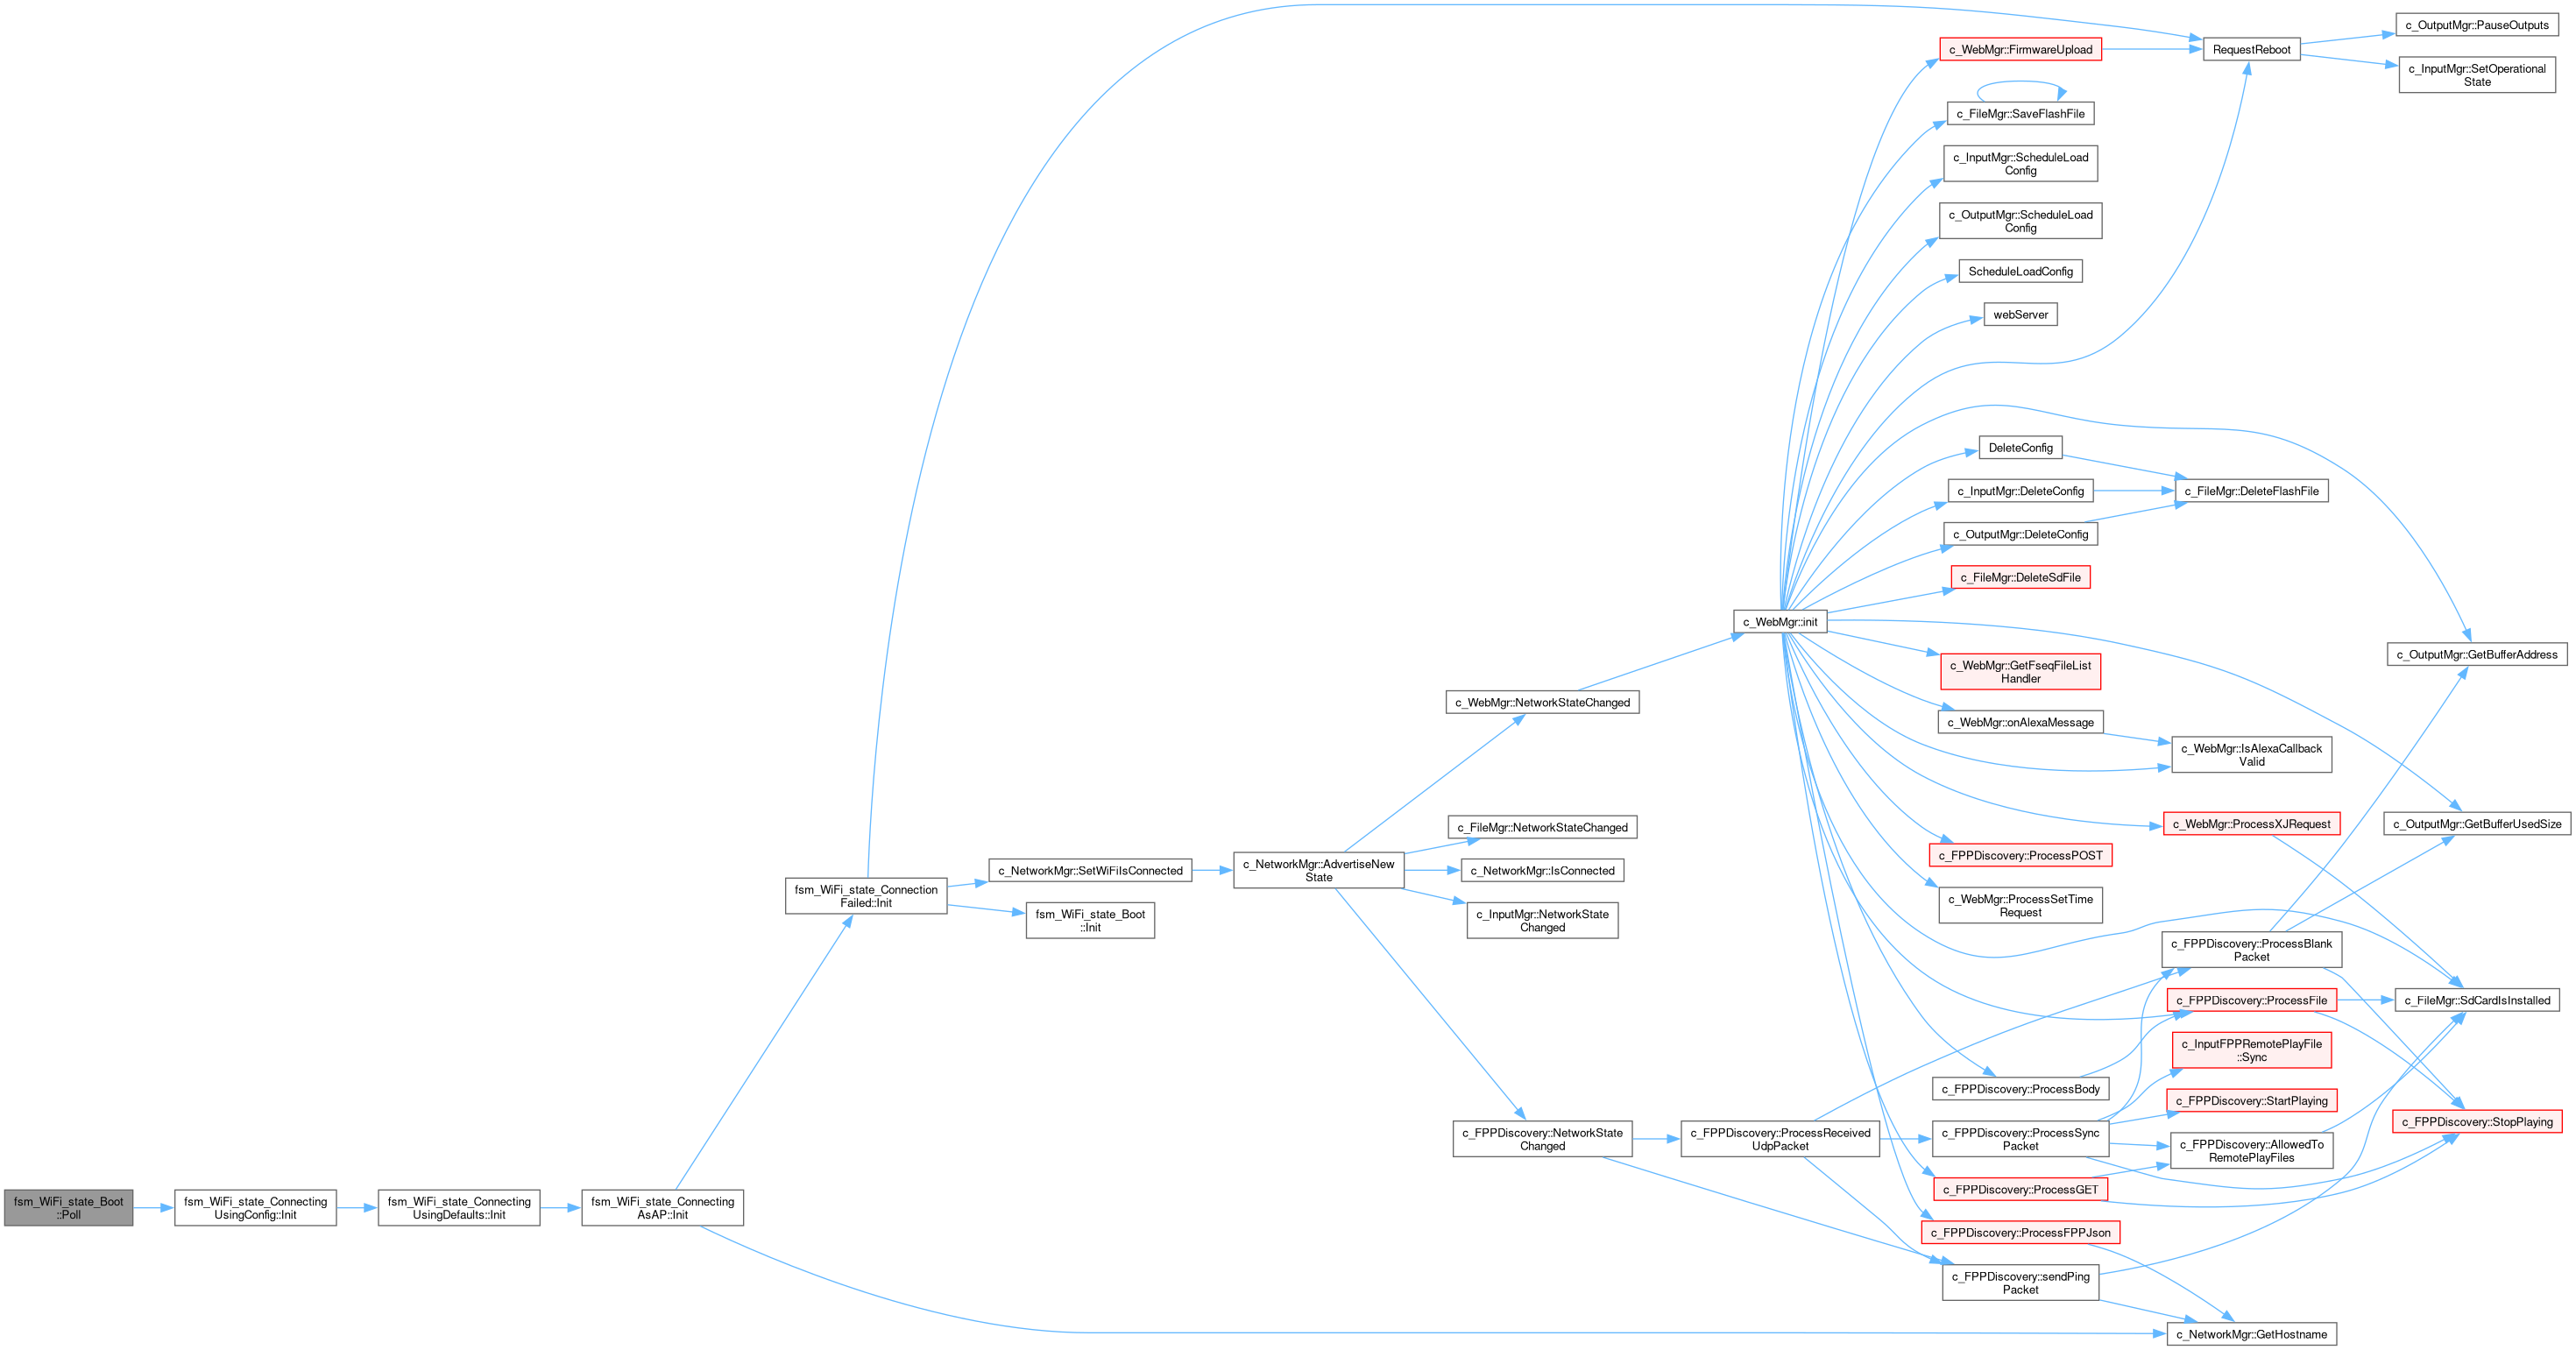 fsm_WiFi_state_Boot
::Poll
fsm_WiFi_state_Connecting
UsingConfig::Init
fsm_WiFi_state_Connecting
UsingDefaults::Init
fsm_WiFi_state_Connecting
AsAP::Init
fsm_WiFi_state_Connection
Failed::Init
c_NetworkMgr::SetWiFiIsConnected
fsm_WiFi_state_Boot
::Init
c_NetworkMgr::AdvertiseNew
State
c_WebMgr::NetworkStateChanged
c_FileMgr::NetworkStateChanged
c_NetworkMgr::IsConnected
c_InputMgr::NetworkState
Changed
c_FPPDiscovery::NetworkState
Changed
c_FPPDiscovery::ProcessReceived
UdpPacket
c_WebMgr::init
c_WebMgr::FirmwareUpload
c_FileMgr::SaveFlashFile
c_InputMgr::ScheduleLoad
Config
c_OutputMgr::ScheduleLoad
Config
ScheduleLoadConfig
webServer
DeleteConfig
c_InputMgr::DeleteConfig
c_OutputMgr::DeleteConfig
c_FileMgr::DeleteSdFile
c_WebMgr::GetFseqFileList
Handler
c_WebMgr::onAlexaMessage
c_FPPDiscovery::ProcessPOST
c_WebMgr::ProcessSetTime
Request
c_FPPDiscovery::ProcessBody
c_FPPDiscovery::ProcessSync
Packet
c_FPPDiscovery::ProcessGET
c_FPPDiscovery::ProcessFPPJson
c_FPPDiscovery::sendPing
Packet
RequestReboot
c_FileMgr::DeleteFlashFile
c_WebMgr::IsAlexaCallback
Valid
c_WebMgr::ProcessXJRequest
c_FPPDiscovery::ProcessBlank
Packet
c_FPPDiscovery::ProcessFile
c_InputFPPRemotePlayFile
::Sync
c_FPPDiscovery::StartPlaying
c_FPPDiscovery::AllowedTo
RemotePlayFiles
c_NetworkMgr::GetHostname
c_OutputMgr::PauseOutputs
c_InputMgr::SetOperational
State
c_OutputMgr::GetBufferAddress
c_OutputMgr::GetBufferUsedSize
c_FileMgr::SdCardIsInstalled
c_FPPDiscovery::StopPlaying